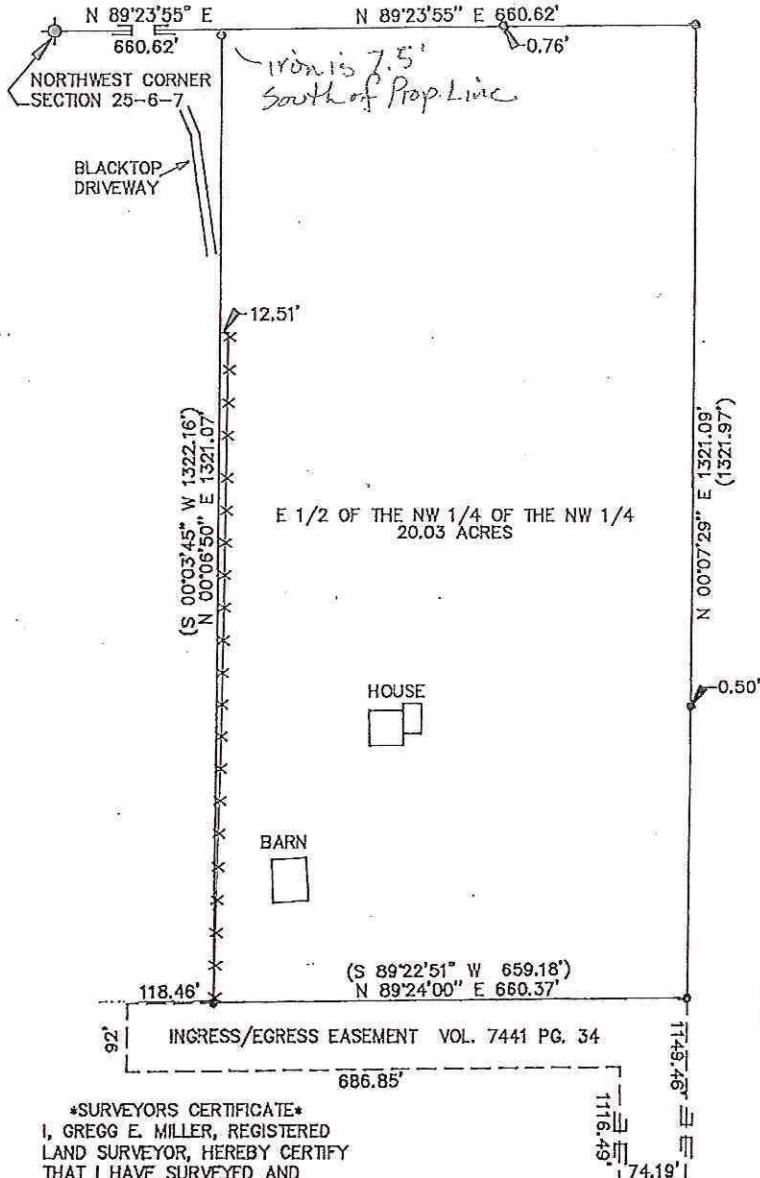 N 89°23'55" E
660.62'
N 89°23'55" E 660.62'
0.76'
iron is 7.5'
South of Prop. Line
NORTHWEST CORNER
SECTION 25-6-7
BLACKTOP
DRIVEWAY
12.51'
(S 00°03'45" W 1322.16')
N 00°06'50" E 1321.07'
E 1/2 OF THE NW 1/4 OF THE NW 1/4
20.03 ACRES
N 00°07'29" E 1321.09'
(1321.97')
HOUSE
0.50'
BARN
(S 89°22'51" W 659.18')
N 89°24'00" E 660.37'
118.46'
92'
INGRESS/EGRESS EASEMENT VOL. 7441 PG. 34
686.85'
1149.46'
1116.49'
74.19'
*SURVEYORS CERTIFICATE*
I, GREGG E. MILLER, REGISTERED
LAND SURVEYOR, HEREBY CERTIFY
THAT I HAVE SURVEYED AND